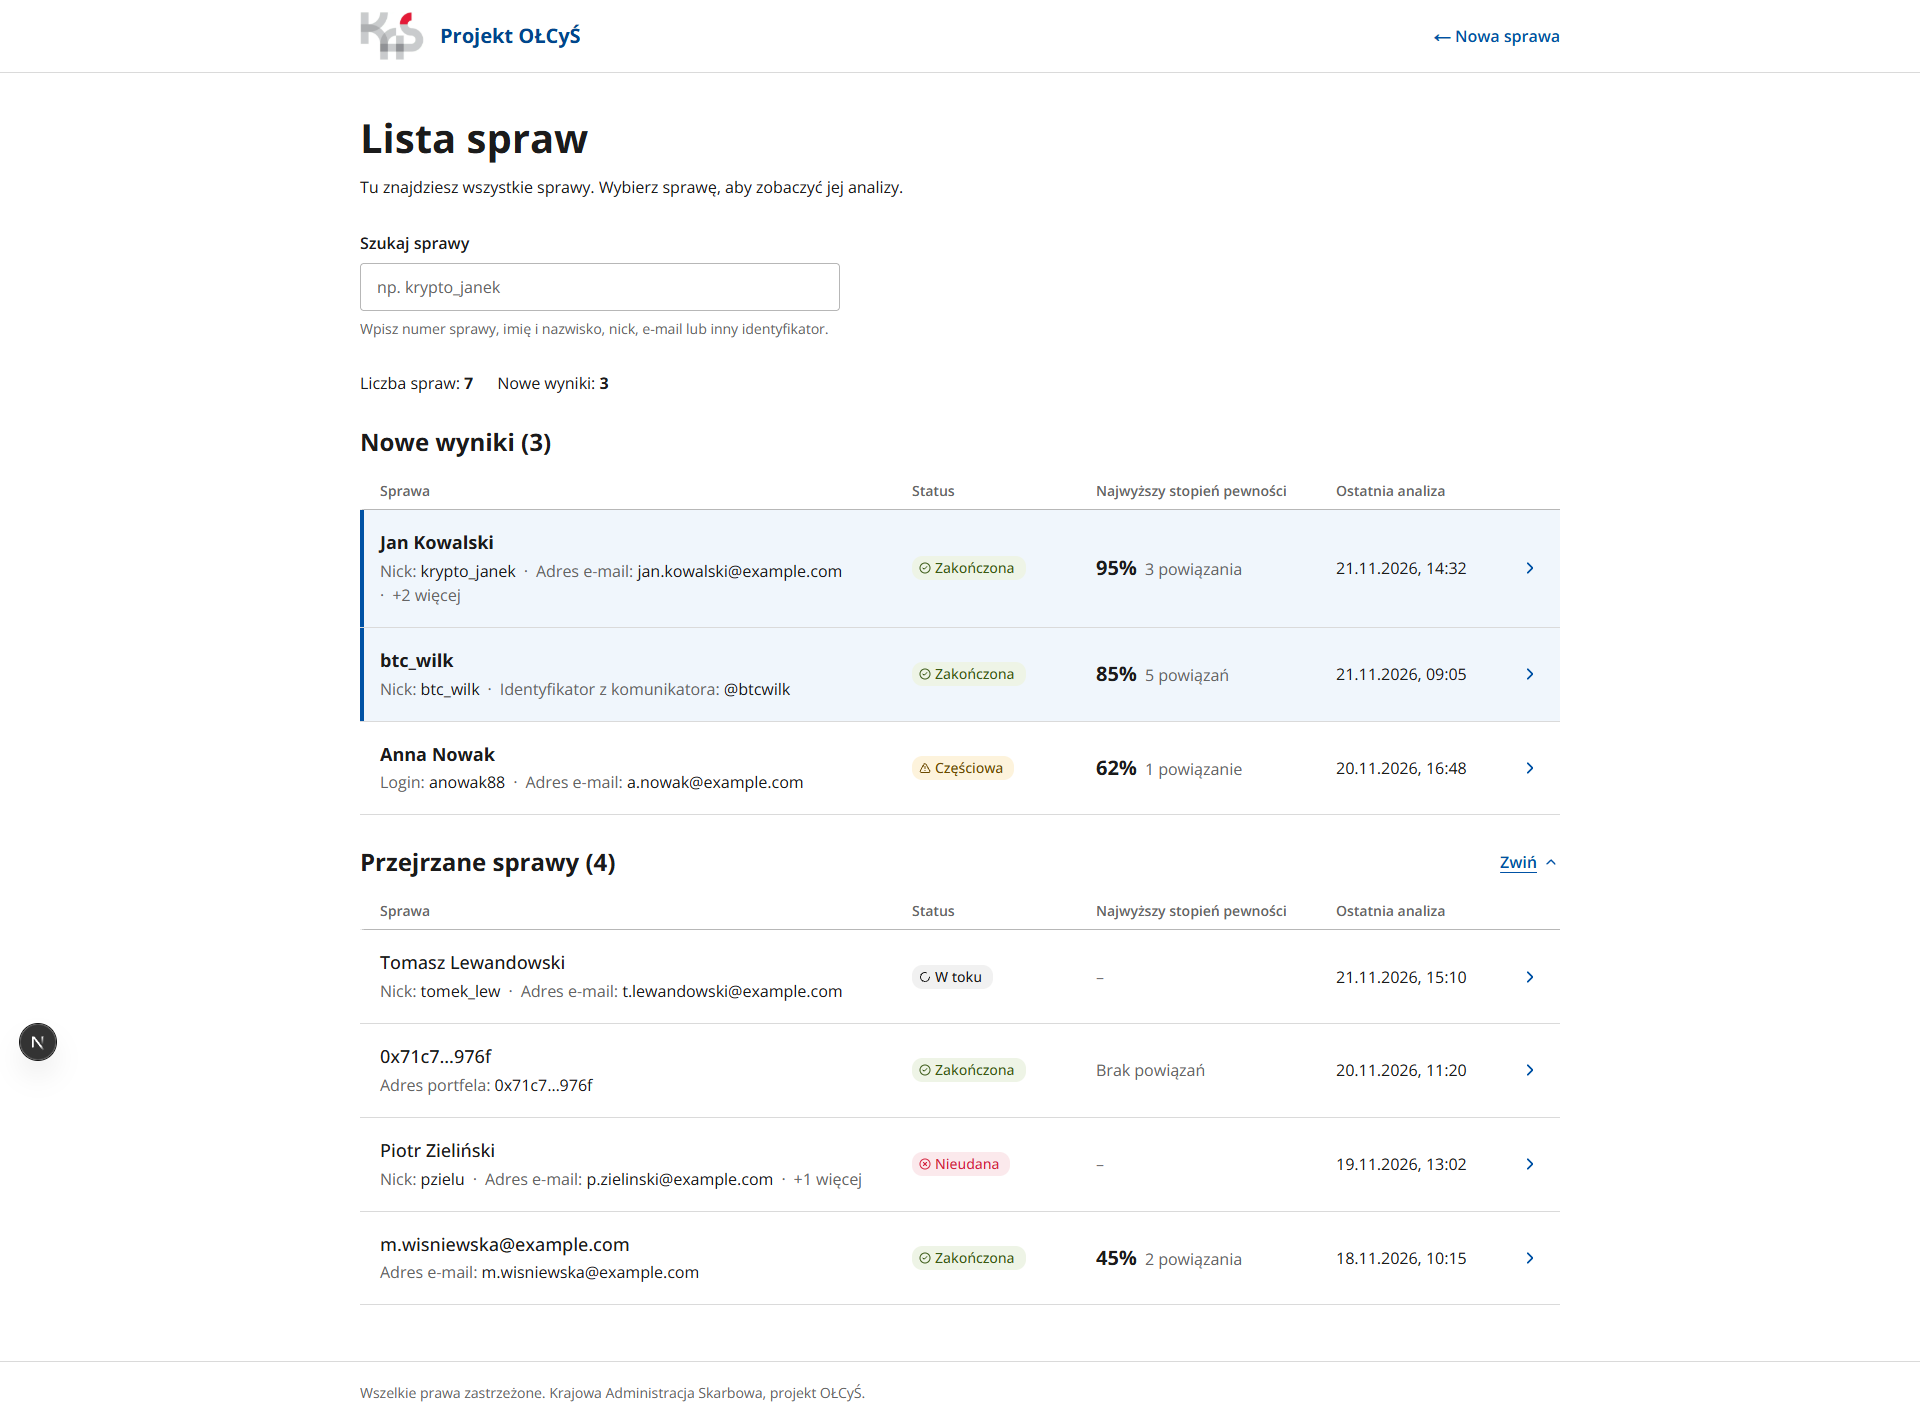 KAS
Projekt OŁCyŚ
← Nowa sprawa
Lista spraw
Tu znajdziesz wszystkie sprawy. Wybierz sprawę, aby zobaczyć jej analizy.
Szukaj sprawy
np. krypto_janek
Wpisz numer sprawy, imię i nazwisko, nick, e-mail lub inny identyfikator.
Liczba spraw: 7 Nowe wyniki: 3
Nowe wyniki (3)
Sprawa Status Najwyższy stopień pewności Ostatnia analiza
Jan Kowalski
Nick: krypto_janek · Adres e-mail: jan.kowalski@example.com
· +2 więcej
Zakończona 95% 3 powiązania 21.11.2026, 14:32
btc_wilk
Nick: btc_wilk · Identyfikator z komunikatora: @btcwilk
Zakończona 85% 5 powiązań 21.11.2026, 09:05
Anna Nowak
Login: anowak88 · Adres e-mail: a.nowak@example.com
Częściowa 62% 1 powiązanie 20.11.2026, 16:48
Przejrzane sprawy (4)
Zwiń
Sprawa Status Najwyższy stopień pewności Ostatnia analiza
Tomasz Lewandowski
Nick: tomek_lew · Adres e-mail: t.lewandowski@example.com
W toku – 21.11.2026, 15:10
0x71c7…976f
Adres portfela: 0x71c7…976f
Zakończona Brak powiązań 20.11.2026, 11:20
Piotr Zieliński
Nick: pzielu · Adres e-mail: p.zielinski@example.com · +1 więcej
Nieudana – 19.11.2026, 13:02
m.wisniewska@example.com
Adres e-mail: m.wisniewska@example.com
Zakończona 45% 2 powiązania 18.11.2026, 10:15
N
Wszelkie prawa zastrzeżone. Krajowa Administracja Skarbowa, projekt OŁCyŚ.